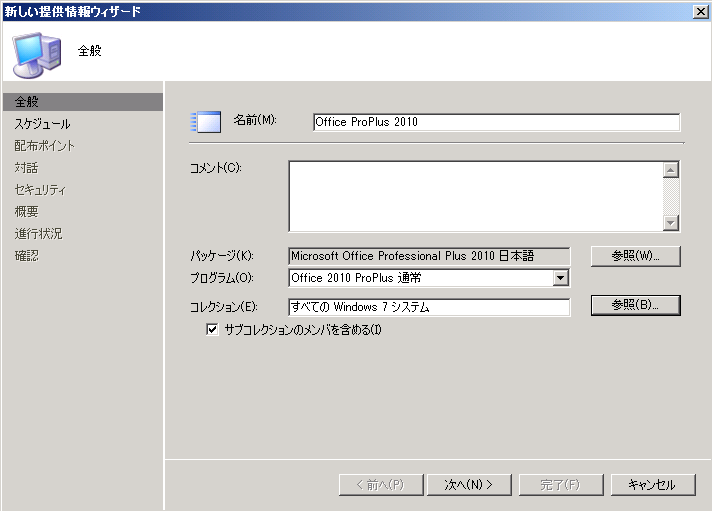 新しい提供情報ウィザード
全般
全般
スケジュール
配布ポイント
対話
セキュリティ
概要
進行状況
確認
名前(M):
Office ProPlus 2010
コメント(C):
パッケージ(K):
Microsoft Office Professional Plus 2010 日本語
参照(W)...
プログラム(O):
Office 2010 ProPlus 通常
コレクション(E):
すべての Windows 7 システム
参照(B)...
サブコレクションのメンバを含める(I)
< 前へ(P)
次へ(N) >
完了(F)
キャンセル